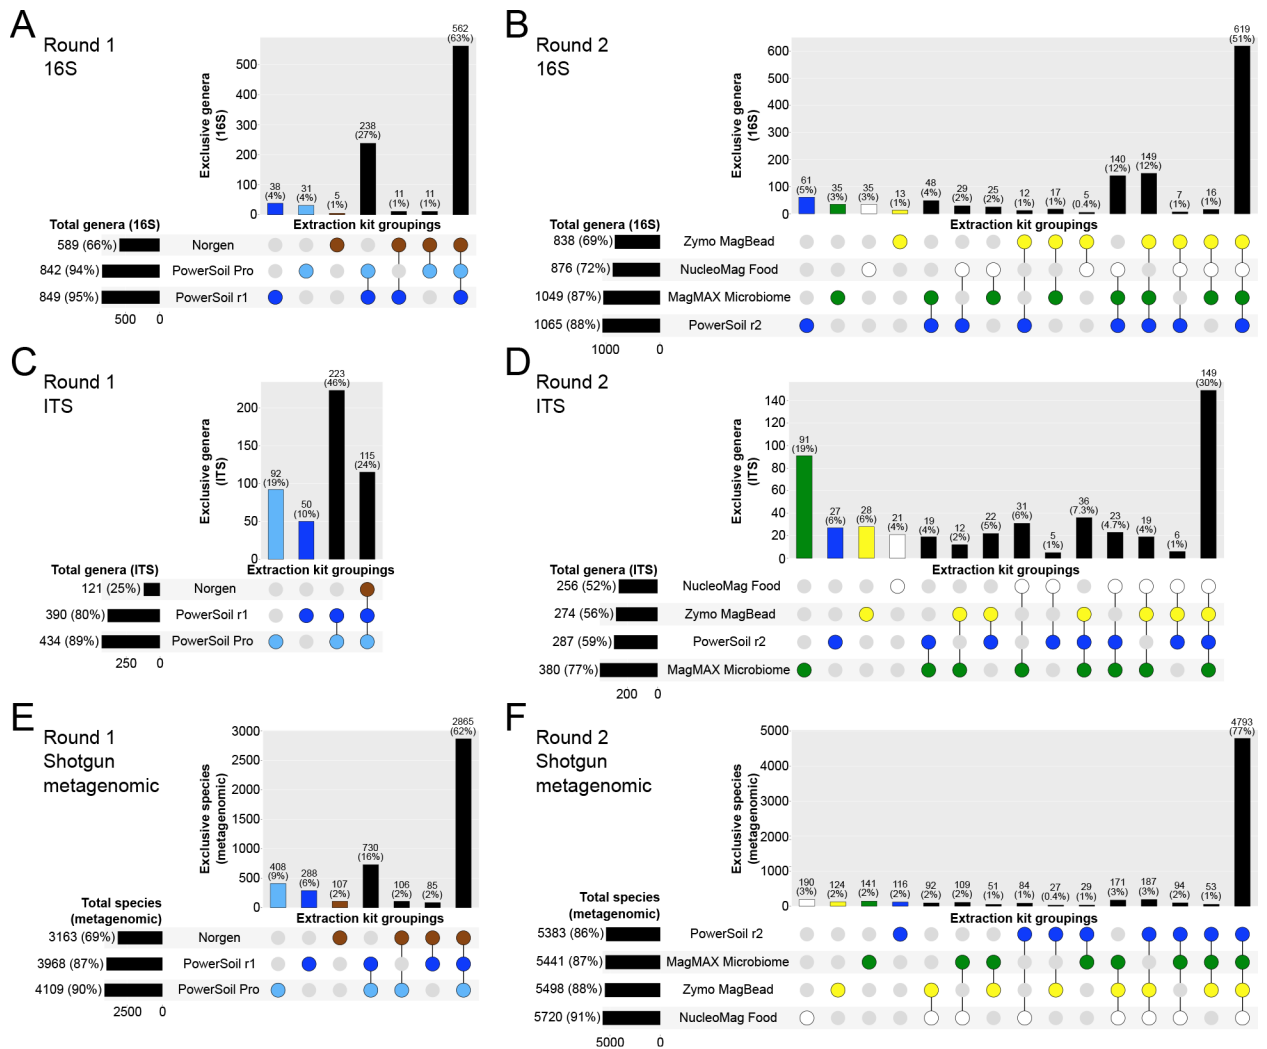 A
Round 1
16S
Exclusive genera
(16S)
500
400
300
200
100
0
38
(4%)
31
(4%)
5
(1%)
238
(27%)
11
(1%)
11
(1%)
562
(63%)
Total genera (16S)
Extraction kit groupings
589 (66%)
Norgen
842 (94%)
PowerSoil Pro
849 (95%)
PowerSoil r1
500
0
B
Round 2
16S
Exclusive genera
(16S)
600
500
400
300
200
100
0
61
(5%)
35
(3%)
35
(3%)
13
(1%)
48
(4%)
29
(2%)
25
(2%)
12
(1%)
17
(1%)
5
(0.4%)
140
(12%)
149
(12%)
7
(1%)
16
(1%)
619
(51%)
Total genera (16S)
Extraction kit groupings
838 (69%)
Zymo MagBead
876 (72%)
NucleoMag Food
1049 (87%)
MagMAX Microbiome
1065 (88%)
PowerSoil r2
1000
0
C
Round 1
ITS
Exclusive genera
(ITS)
200
150
100
50
0
92
(19%)
50
(10%)
223
(46%)
115
(24%)
Total genera (ITS)
Extraction kit groupings
121 (25%)
Norgen
390 (80%)
PowerSoil r1
434 (89%)
PowerSoil Pro
250
0
D
Round 2
ITS
Exclusive genera
(ITS)
140
120
100
80
60
40
20
0
91
(19%)
27
(6%)
28
(6%)
21
(4%)
19
(4%)
12
(2%)
22
(5%)
31
(6%)
5
(1%)
36
(7.3%)
23
(4.7%)
19
(4%)
6
(1%)
149
(30%)
Total genera (ITS)
Extraction kit groupings
256 (52%)
NucleoMag Food
274 (56%)
Zymo MagBead
287 (59%)
PowerSoil r2
380 (77%)
MagMAX Microbiome
200
0
E
Round 1
Shotgun
metagenomic
Exclusive species
(metagenomic)
3000
2500
2000
1500
1000
500
0
408
(9%)
288
(6%)
107
(2%)
730
(16%)
106
(2%)
85
(2%)
2865
(62%)
Total species
(metagenomic)
Extraction kit groupings
3163 (69%)
Norgen
3968 (87%)
PowerSoil r1
4109 (90%)
PowerSoil Pro
2500
0
F
Round 2
Shotgun
metagenomic
Exclusive species
(metagenomic)
5000
4000
3000
2000
1000
0
190
(3%)
124
(2%)
141
(2%)
116
(2%)
92
(2%)
109
(2%)
51
(1%)
84
(1%)
27
(0.4%)
29
(1%)
171
(3%)
187
(3%)
94
(2%)
53
(1%)
4793
(77%)
Total species
(metagenomic)
Extraction kit groupings
5383 (86%)
PowerSoil r2
5441 (87%)
MagMAX Microbiome
5498 (88%)
Zymo MagBead
5720 (91%)
NucleoMag Food
5000
0